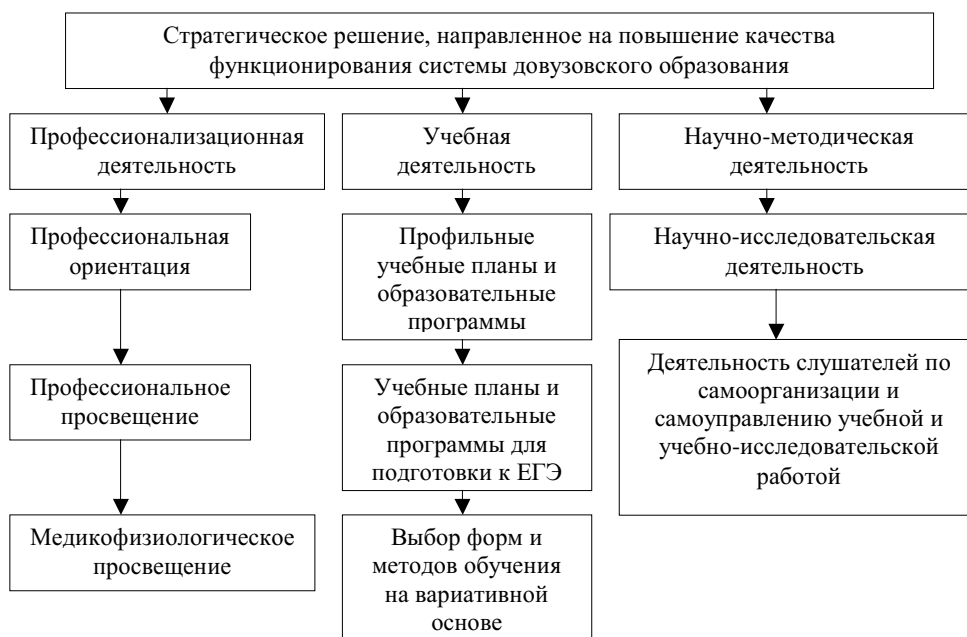 Стратегическое решение, направленное на повышение качества
функционирования системы довузовского образования
Профессионализационная
деятельность
Учебная
деятельность
Научно-методическая
деятельность
Профессиональная
ориентация
Профильные
учебные планы и
образовательные
программы
Научно-исследовательская
деятельность
Профессиональное
просвещение
Учебные планы и
образовательные
программы для
подготовки к ЕГЭ
Деятельность слушателей по
самоорганизации и
самоуправлению учебной и
учебно-исследовательской
работой
Медикофизиологическое
просвещение
Выбор форм и
методов обучения
на вариативной
основе